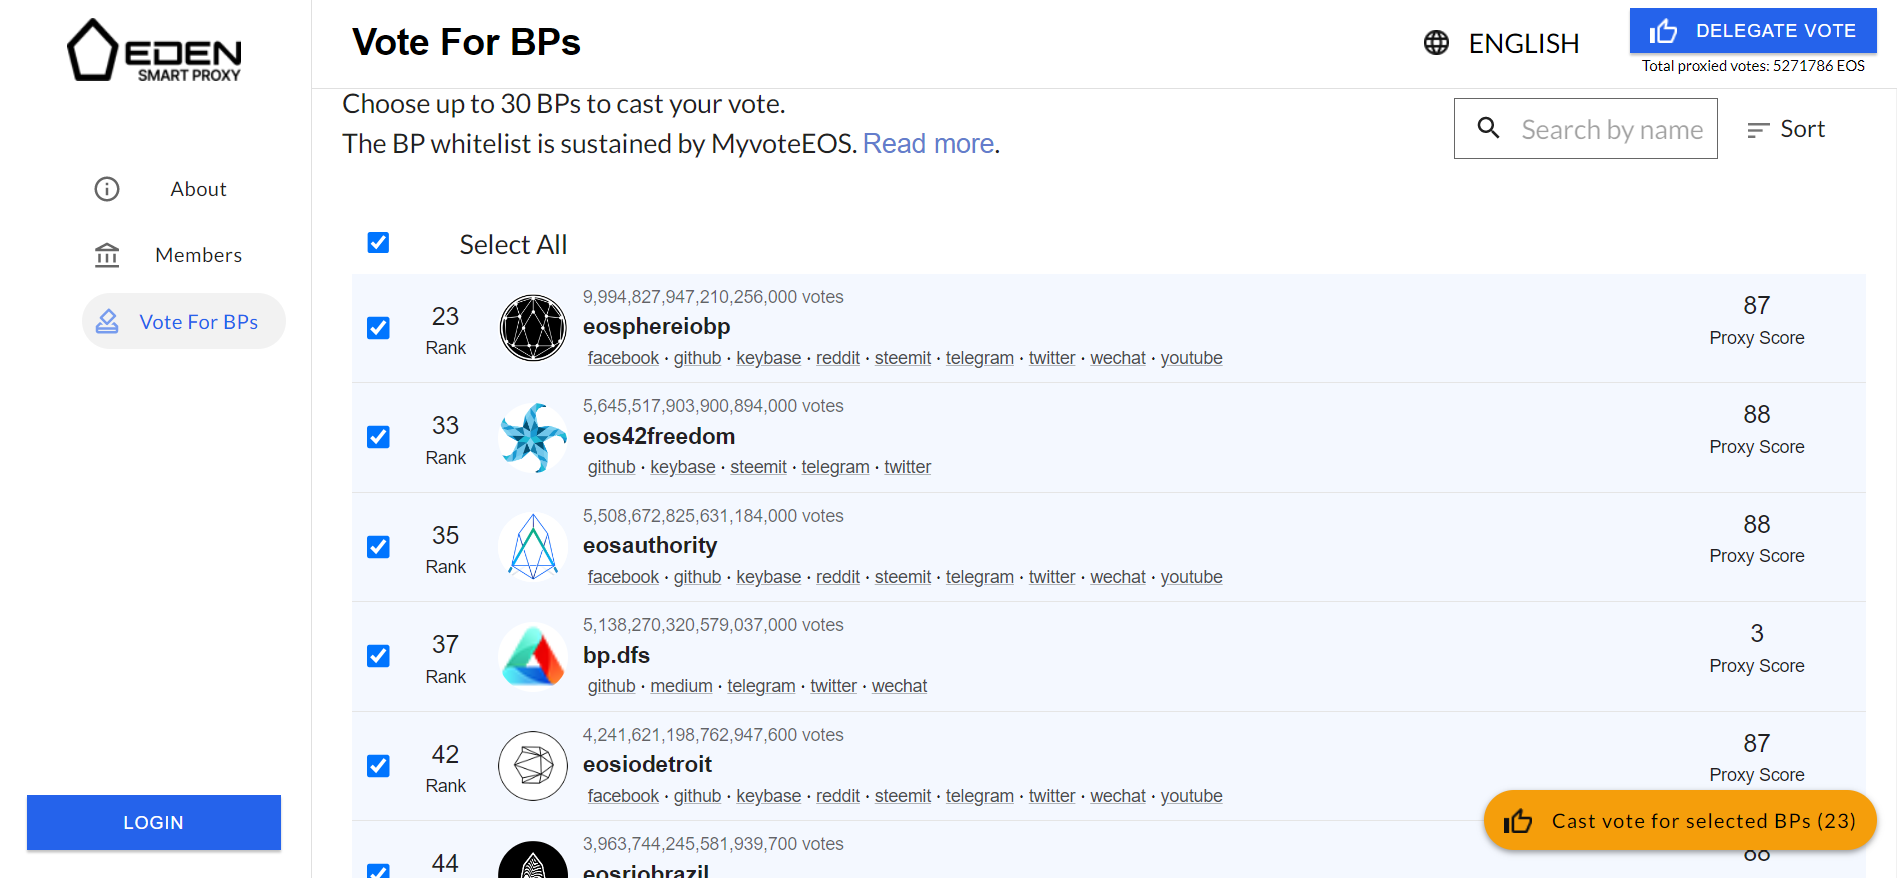 EDEN
SMART PROXY
About
Members
Vote For BPs
LOGIN
Vote For BPs
ENGLISH
DELEGATE VOTE
Total proxied votes: 5271786 EOS
Choose up to 30 BPs to cast your vote.
The BP whitelist is sustained by MyvoteEOS. Read more.
Search by name
Sort
Select All
23
Rank
9,994,827,947,210,256,000 votes
eosphereiobp
facebook · github · keybase · reddit · steemit · telegram · twitter · wechat · youtube
87
Proxy Score
33
Rank
5,645,517,903,900,894,000 votes
eos42freedom
github · keybase · steemit · telegram · twitter
88
Proxy Score
35
Rank
5,508,672,825,631,184,000 votes
eosauthority
facebook · github · keybase · reddit · steemit · telegram · twitter · wechat · youtube
88
Proxy Score
37
Rank
5,138,270,320,579,037,000 votes
bp.dfs
github · medium · telegram · twitter · wechat
3
Proxy Score
42
Rank
4,241,621,198,762,947,600 votes
eosiodetroit
facebook · github · keybase · reddit · steemit · telegram · twitter · wechat · youtube
87
Proxy Score
44
3,963,744,245,581,939,700 votes
eosriobrazil
Cast vote for selected BPs (23)